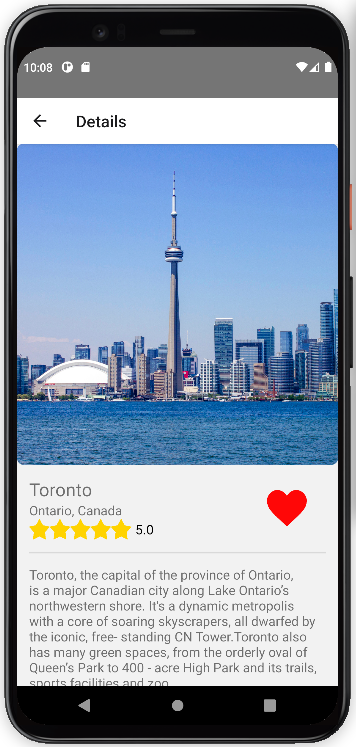 10:08
Details
Toronto
Ontario, Canada
5.0
Toronto, the capital of the province of Ontario,
is a major Canadian city along Lake Ontario's
northwestern shore. It's a dynamic metropolis
with a core of soaring skyscrapers, all dwarfed by
the iconic, free- standing CN Tower.Toronto also
has many green spaces, from the orderly oval of
Queen's Park to 400 - acre High Park and its trails,
sports facilities and zoo.